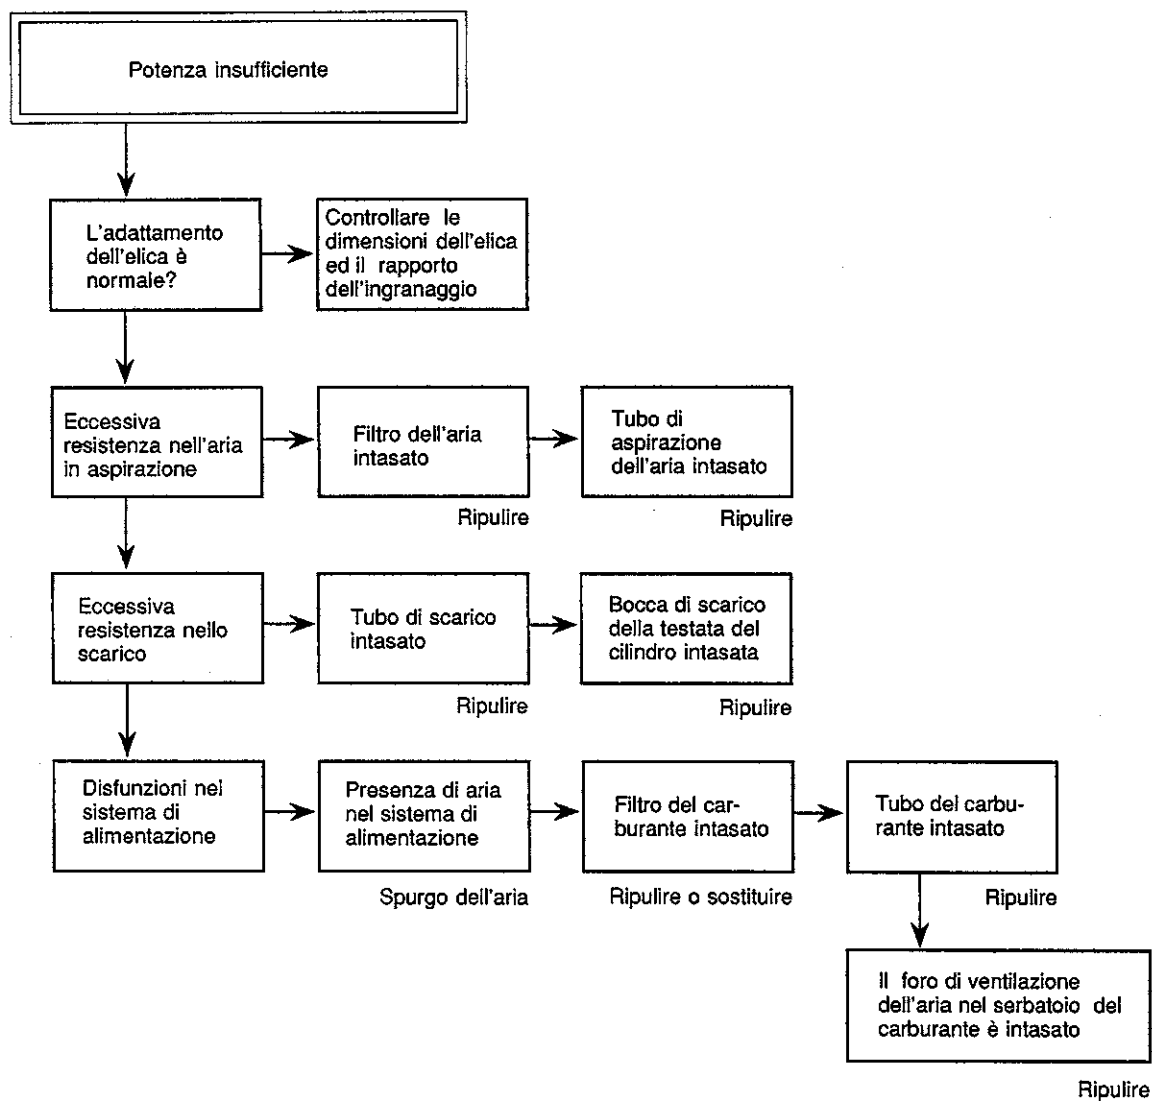 Potenza insufficiente
L'adattamento
dell'elica è
normale?
Controllare le
dimensioni dell'elica
ed il rapporto
dell'ingranaggio
Eccessiva
resistenza nell'aria
in aspirazione
Filtro dell'aria
intasato
Ripulire
Tubo di
aspirazione
dell'aria intasato
Ripulire
Eccessiva
resistenza nello
scarico
Tubo di scarico
intasato
Ripulire
Bocca di scarico
della testata del
cilindro intasata
Ripulire
Disfunzioni nel
sistema di
alimentazione
Presenza di aria
nel sistema di
alimentazione
Spurgo dell'aria
Filtro del car-
burante intasato
Ripulire o sostituire
Tubo del carbu-
rante intasato
Ripulire
Il foro di ventilazione
dell'aria nel serbatoio del
carburante è intasato
Ripulire